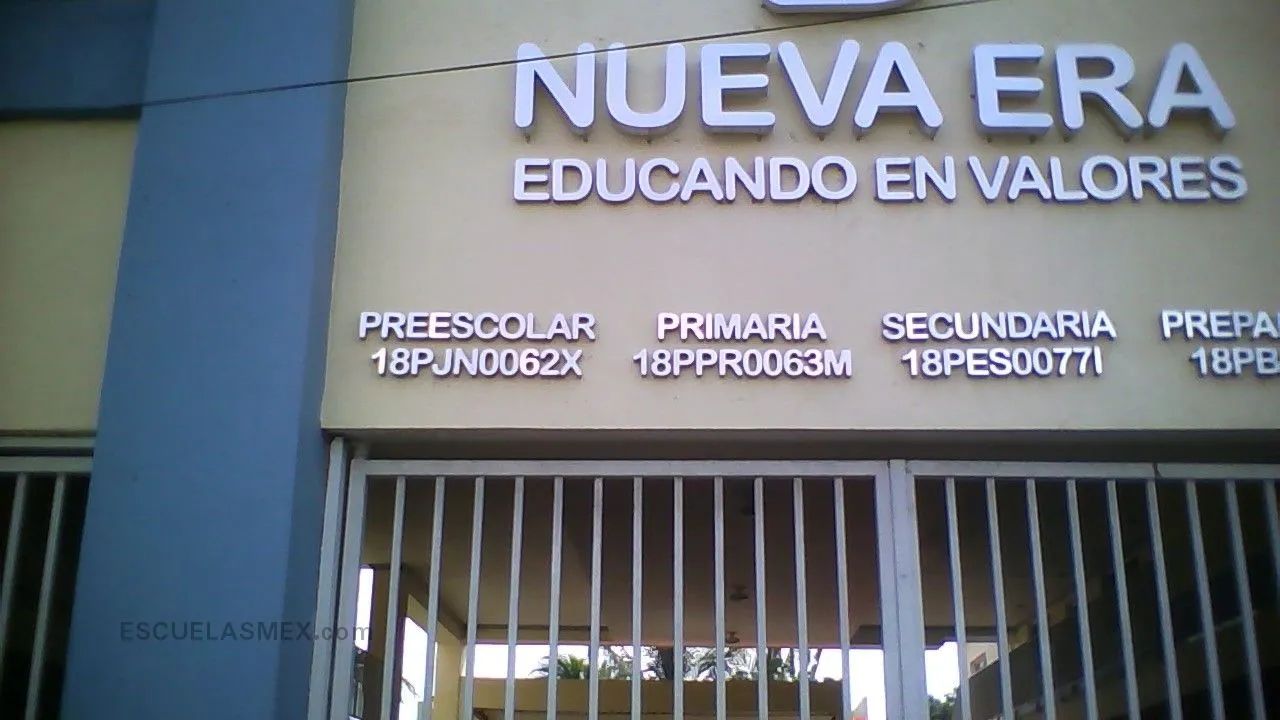 NUEVA ERA
EDUCANDO EN VALORES
PREESCOLAR PRIMARIA SECUNDARIA
18PJN0062X 18PPR0063M 18PES0077I
ESCUELASMEX.com